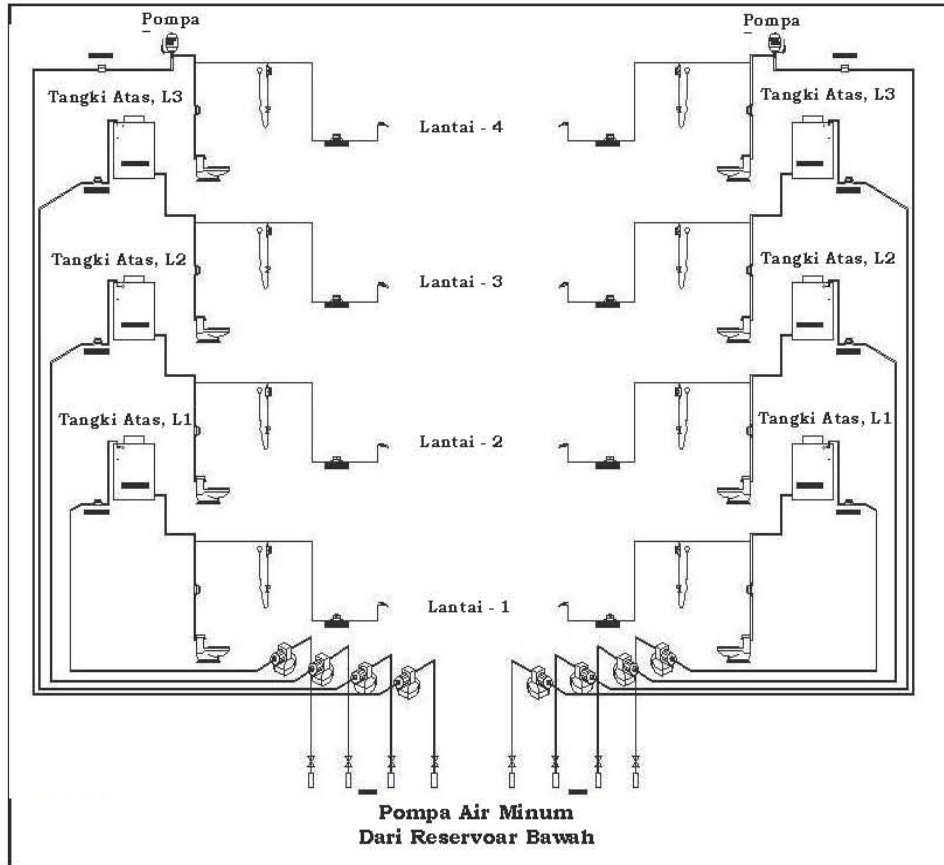 Pompa
Pompa
Tangki Atas, L3
Lantai - 4
Tangki Atas, L3
Tangki Atas, L2
Lantai - 3
Tangki Atas, L2
Tangki Atas, L1
Lantai - 2
Tangki Atas, L1
Lantai - 1
Pompa Air Minum
Dari Reservoar Bawah